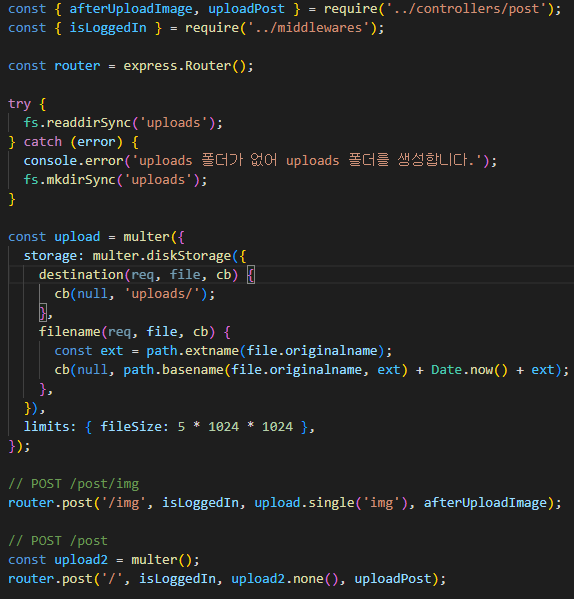 const { afterUploadImage, uploadPost } = require('../controllers/post');
const { isLoggedIn } = require('../middlewares');
const router = express.Router();
try {
fs.readdirSync('uploads');
} catch (error) {
console.error('uploads 폴더가 없어 uploads 폴더를 생성합니다.');
fs.mkdirSync('uploads');
}
const upload = multer({
storage: multer.diskStorage({
destination(req, file, cb) {
cb(null, 'uploads/');
},
filename(req, file, cb) {
const ext = path.extname(file.originalname);
cb(null, path.basename(file.originalname, ext) + Date.now() + ext);
},
}),
limits: { fileSize: 5 * 1024 * 1024 },
});
// POST /post/img
router.post('/img', isLoggedIn, upload.single('img'), afterUploadImage);
// POST /post
const upload2 = multer();
router.post('/', isLoggedIn, upload2.none(), uploadPost);